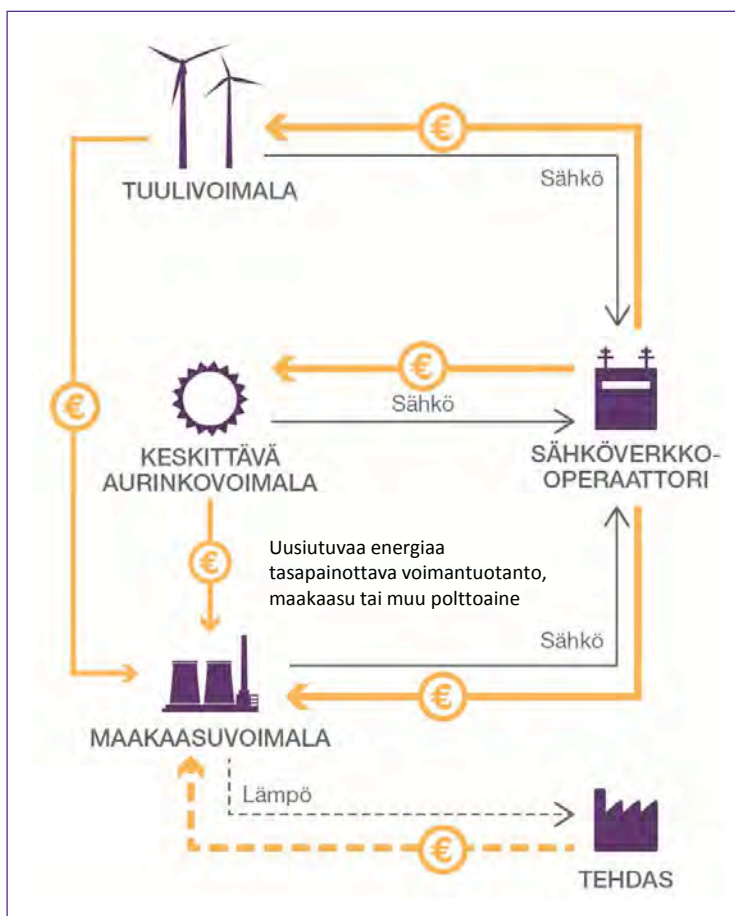 €
Sähkö
TUULIVOIMALA
€
€
Sähkö
KESKITTÄVÄ
AURINKOVOIMALA
SÄHKÖVERKKO-
OPERAATTORI
€
Uusiutuvaa energiaa
tasapainottava voimantuotanto,
maakaasu tai muu polttoaine
Sähkö
€
MAAKAASUVOIMALA
Lämpö
€
TEHDAS